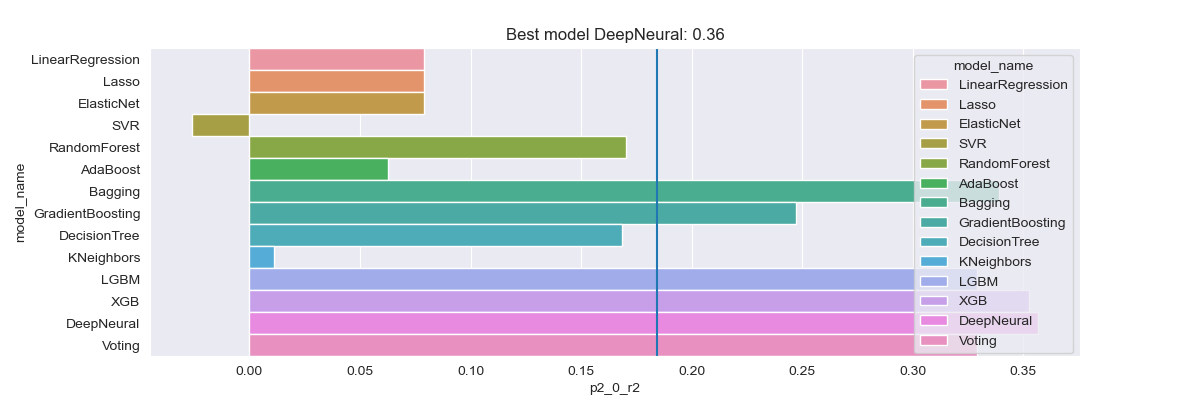 Best model DeepNeural: 0.36
model_name
LinearRegression
Lasso
ElasticNet
SVR
RandomForest
AdaBoost
Bagging
GradientBoosting
DecisionTree
KNeighbors
LGBM
XGB
DeepNeural
Voting
model_name
LinearRegression
Lasso
ElasticNet
SVR
RandomForest
AdaBoost
Bagging
GradientBoosting
DecisionTree
KNeighbors
LGBM
XGB
DeepNeural
Voting
0.00 0.05 0.10 0.15 0.20 0.25 0.30 0.35
p2_0_r2